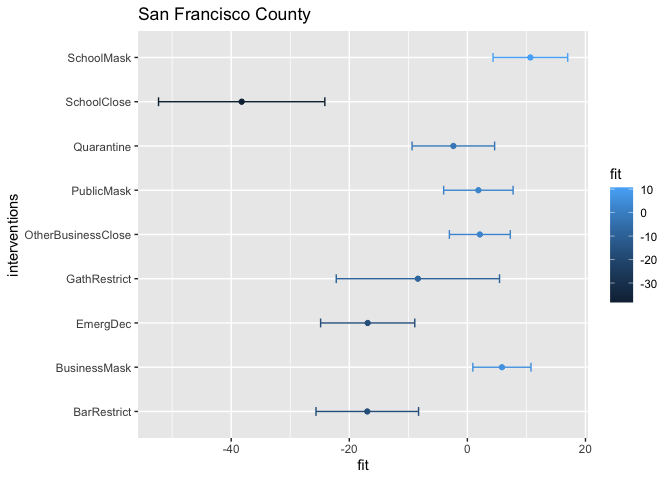 San Francisco County
SchoolMask
SchoolClose
Quarantine
PublicMask
OtherBusinessClose
GathRestrict
EmergDec
BusinessMask
BarRestrict
interventions
-40
-20
0
20
fit
fit
10
0
-10
-20
-30